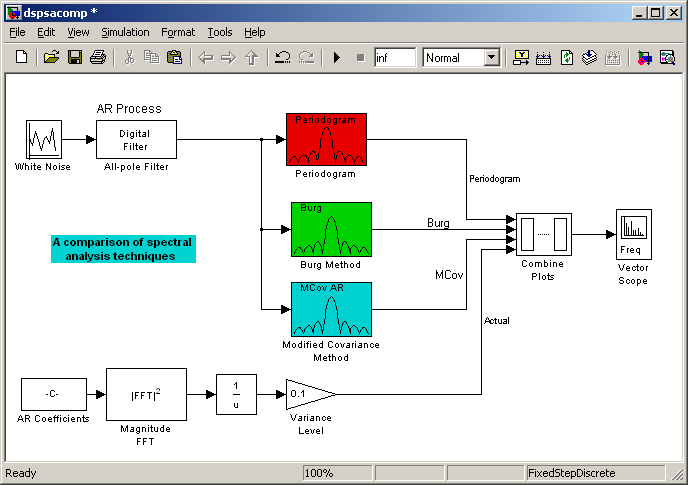 dspsacomp *
File Edit View Simulation Format Tools Help
inf Normal
AR Process
Digital
Filter
White Noise
All-pole Filter
Periodogram
Periodogram
Periodogram
Burg
Burg
Burg Method
A comparison of spectral
analysis techniques
MCov AR
MCov
Modified Covariance
Method
Combine
Plots
Freq
Vector
Scope
Actual
-C-
AR Coefficients
|FFT|²
Magnitude
FFT
1
u
0.1
Variance
Level
Ready 100% FixedStepDiscrete